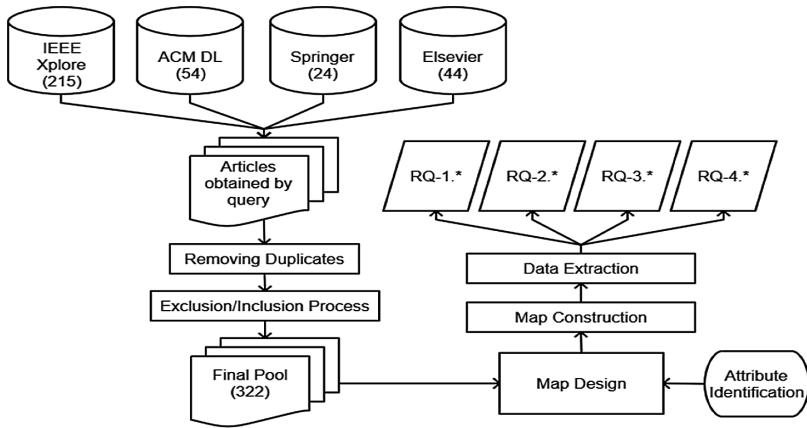 IEEE
Xplore
(215)
ACM DL
(54)
Springer
(24)
Elsevier
(44)
Articles
obtained by
query
RQ-1.*
RQ-2.*
RQ-3.*
RQ-4.*
Removing Duplicates
Data Extraction
Exclusion/Inclusion Process
Map Construction
Final Pool
(322)
Map Design
Attribute
Identification